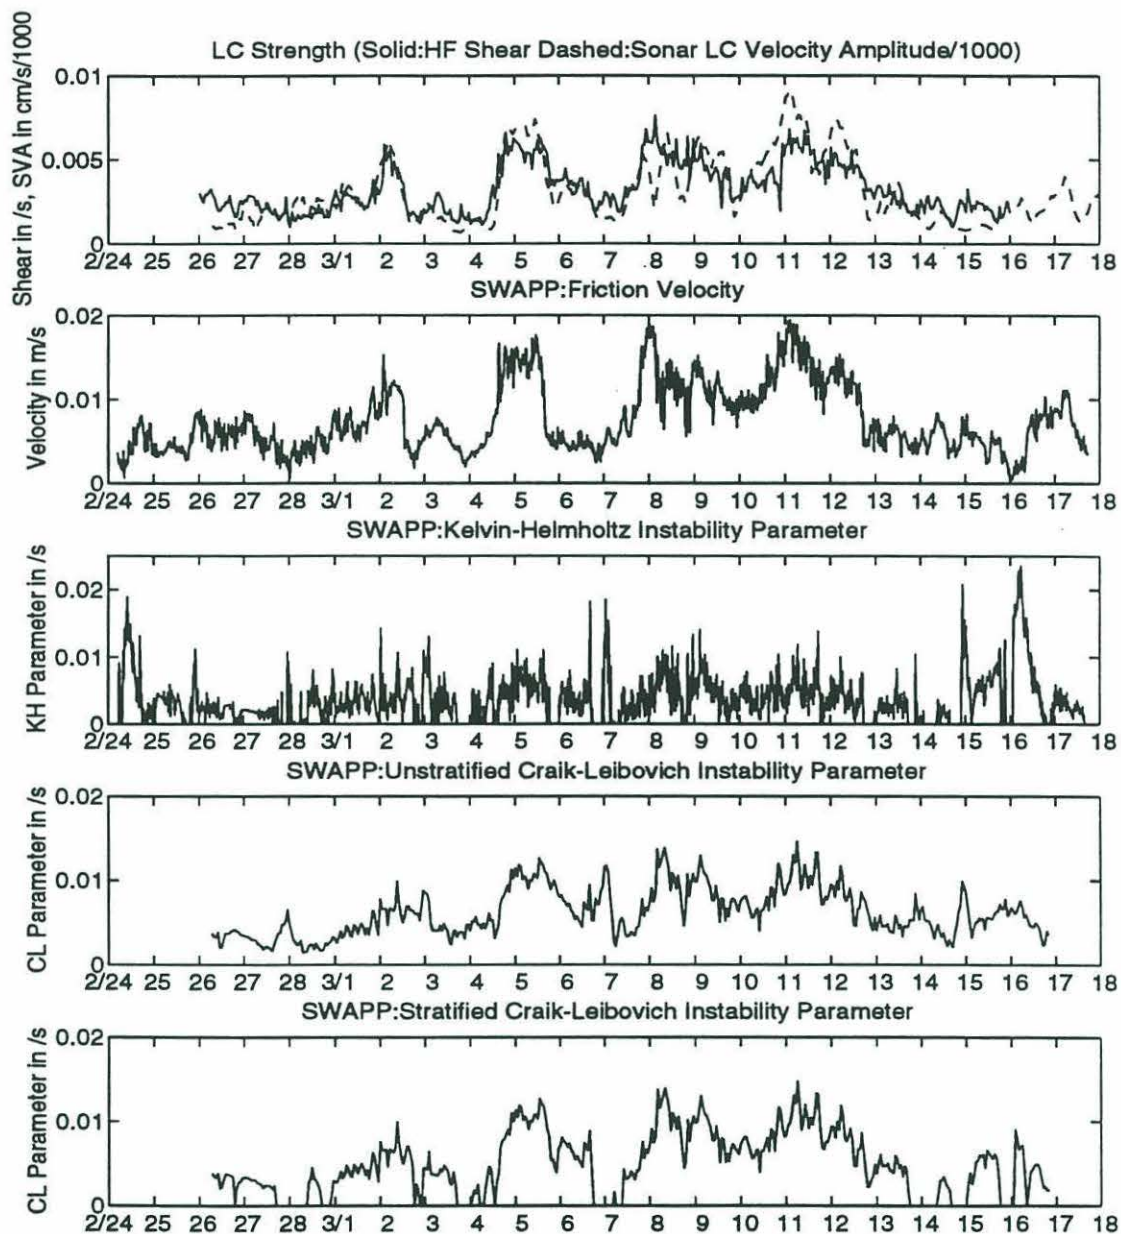 LC Strength (Solid:HF Shear Dashed:Sonar LC Velocity Amplitude/1000)
Shear in /s, SVA in cm/s/1000
0.01
0.005
0
2/24 25 26 27 28 3/1 2 3 4 5 6 7 8 9 10 11 12 13 14 15 16 17 18
SWAPP:Friction Velocity
Velocity in m/s
0.02
0.01
0
2/24 25 26 27 28 3/1 2 3 4 5 6 7 8 9 10 11 12 13 14 15 16 17 18
SWAPP:Kelvin-Helmholtz Instability Parameter
KH Parameter in /s
0.02
0.01
0
2/24 25 26 27 28 3/1 2 3 4 5 6 7 8 9 10 11 12 13 14 15 16 17 18
SWAPP:Unstratified Craik-Leibovich Instability Parameter
CL Parameter in /s
0.02
0.01
0
2/24 25 26 27 28 3/1 2 3 4 5 6 7 8 9 10 11 12 13 14 15 16 17 18
SWAPP:Stratified Craik-Leibovich Instability Parameter
CL Parameter in /s
0.02
0.01
0
2/24 25 26 27 28 3/1 2 3 4 5 6 7 8 9 10 11 12 13 14 15 16 17 18